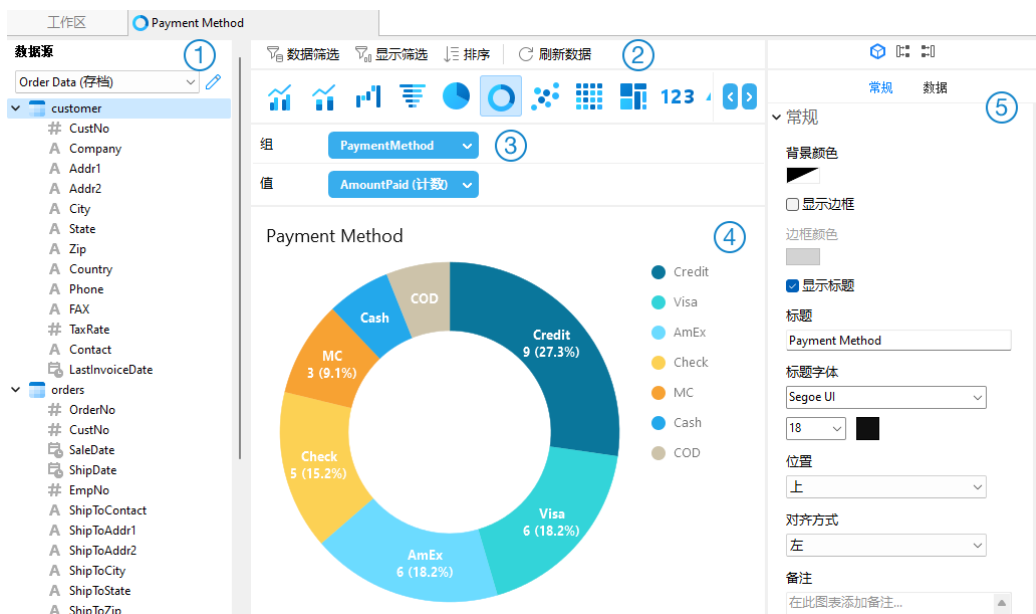 工作区
Payment Method
数据源
1
Order Data (存档)
customer
# CustNo
A Company
A Addr1
A Addr2
A City
A State
A Zip
A Country
A Phone
A FAX
# TaxRate
A Contact
LastInvoiceDate
orders
# OrderNo
# CustNo
SaleDate
ShipDate
# EmpNo
A ShipToContact
A ShipToAddr1
A ShipToAddr2
A ShipToCity
A ShipToState
A ShipToZip
数据筛选 显示筛选 排序 刷新数据 2
123
组 PaymentMethod 3
值 AmountPaid (计数)
Payment Method 4
COD
Cash
MC
3 (9.1%)
Check
5 (15.2%)
AmEx
6 (18.2%)
Visa
6 (18.2%)
Credit
9 (27.3%)
Credit
Visa
AmEx
Check
MC
Cash
COD
常规 数据
5
常规
背景颜色
显示边框
边框颜色
显示标题
标题
Payment Method
标题字体
Segoe UI
18
位置
上
对齐方式
左
备注
在此图表添加备注...